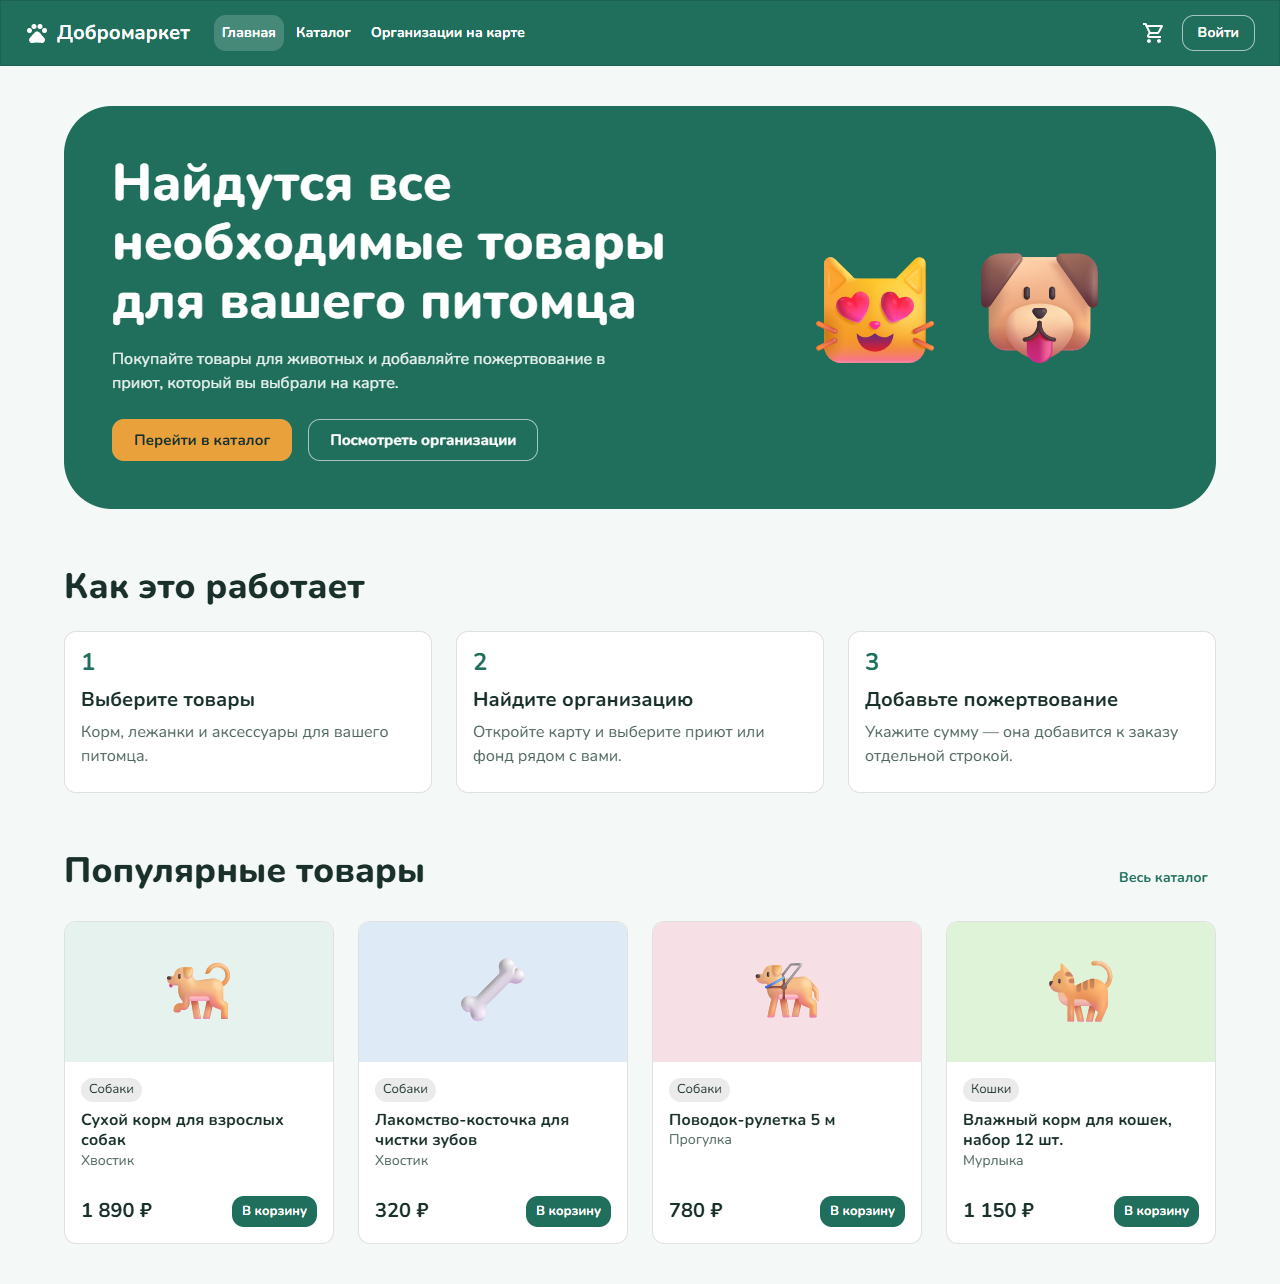 Добромаркет
Главная
Каталог
Организации на карте
Войти
Найдутся все
необходимые товары
для вашего питомца
Покупайте товары для животных и добавляйте пожертвование в
приют, который вы выбрали на карте.
Перейти в каталог
Посмотреть организации
Как это работает
1
Выберите товары
Корм, лежанки и аксессуары для вашего
питомца.
2
Найдите организацию
Откройте карту и выберите приют или
фонд рядом с вами.
3
Добавьте пожертвование
Укажите сумму — она добавится к заказу
отдельной строкой.
Популярные товары
Весь каталог
Собаки
Сухой корм для взрослых
собак
Хвостик
1 890 ₽
В корзину
Собаки
Лакомство-косточка для
чистки зубов
Хвостик
320 ₽
В корзину
Собаки
Поводок-рулетка 5 м
Прогулка
780 ₽
В корзину
Кошки
Влажный корм для кошек,
набор 12 шт.
Мурлыка
1 150 ₽
В корзину